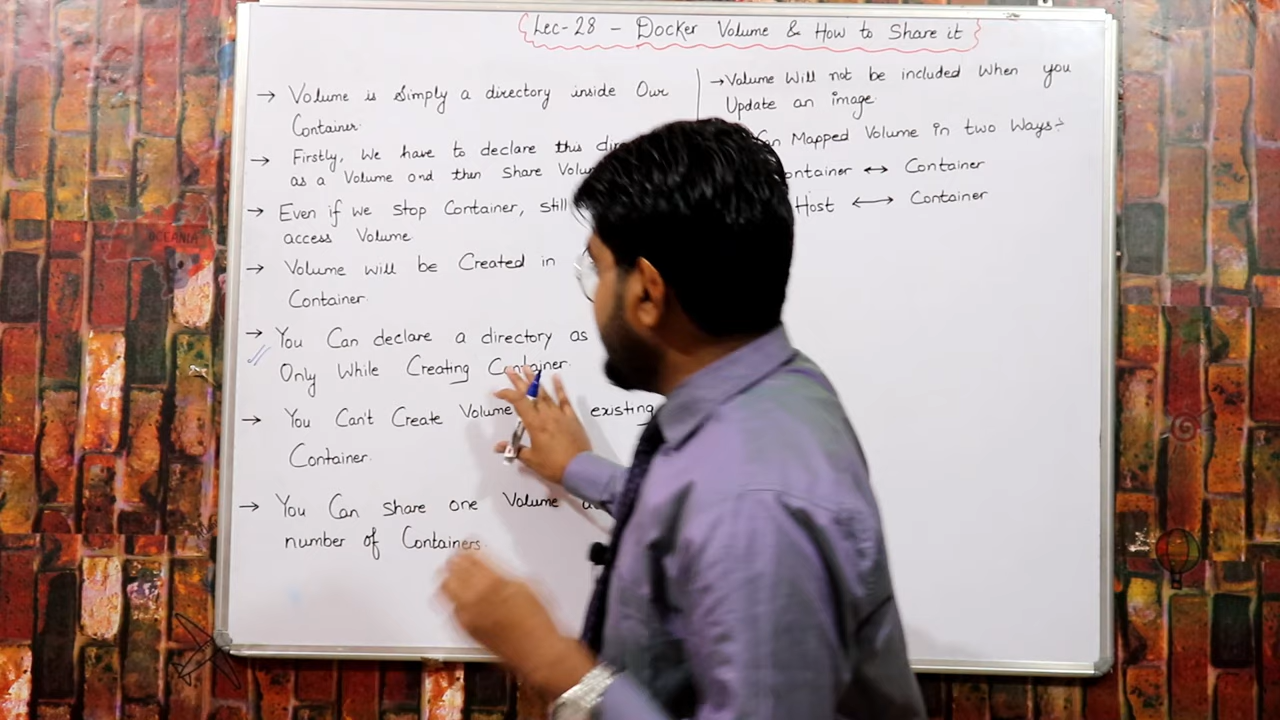 Lec-28 - Docker Volume & How to Share it
→ Volume is Simply a directory inside Our
Container.
→ Firstly, We have to declare this
as a Volume and then Share
→ Even if we stop Container, still
access Volume
→ Volume will be Created in
Container.
→ You Can declare a directory as
Only While Creating Container.
→ You Can't Create Volume existing
Container.
→ You Can share one Volume
number of Containers.
→ Volume Will not be included When you
Update an image
Mapped Volume in two Ways:-
↔ Container
Host ⟷ Container
OCEANIA